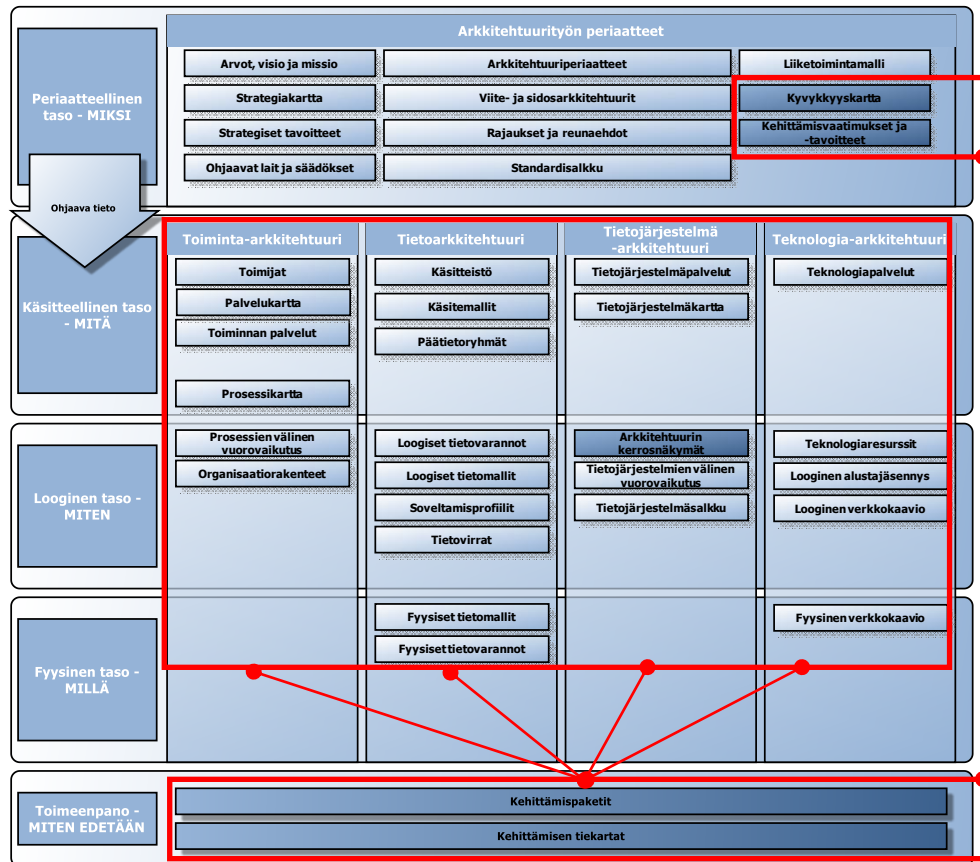 Arkkitehtuurityön periaatteet
Periaatteellinen
taso - MIKSI
Arvot, visio ja missio
Arkkitehtuuriperiaatteet
Liiketoimintamalli
Strategiakartta
Viite- ja sidosarkkitehtuurit
Kyvykkyyskartta
Strategiset tavoitteet
Rajaukset ja reunaehdot
Kehittämisvaatimukset ja
-tavoitteet
Ohjaavat lait ja säädökset
Standardisalkku
Ohjaava tieto
Toiminta-arkkitehtuuri
Tietoarkkitehtuuri
Tietojärjestelmä
-arkkitehtuuri
Teknologia-arkkitehtuuri
Käsitteellinen taso
- MITÄ
Toimijat
Käsitteistö
Tietojärjestelmäpalvelut
Teknologiapalvelut
Palvelukartta
Käsitemallit
Tietojärjestelmäkartta
Toiminnan palvelut
Päätietoryhmät
Prosessikartta
Looginen taso -
MITEN
Prosessien välinen
vuorovaikutus
Loogiset tietovarannot
Arkkitehtuurin
kerrosnäkymät
Teknologiaresurssit
Organisaatiorakenteet
Loogiset tietomallit
Tietojärjestelmien välinen
vuorovaikutus
Looginen alustajäsennys
Soveltamisprofiilit
Tietojärjestelmäsalkku
Looginen verkkokaavio
Tietovirrat
Fyysinen taso -
MILLÄ
Fyysiset tietomallit
Fyysinen verkkokaavio
Fyysiset tietovarannot
Toimeenpano -
MITEN EDETÄÄN
Kehittämispaketit
Kehittämisen tiekartat